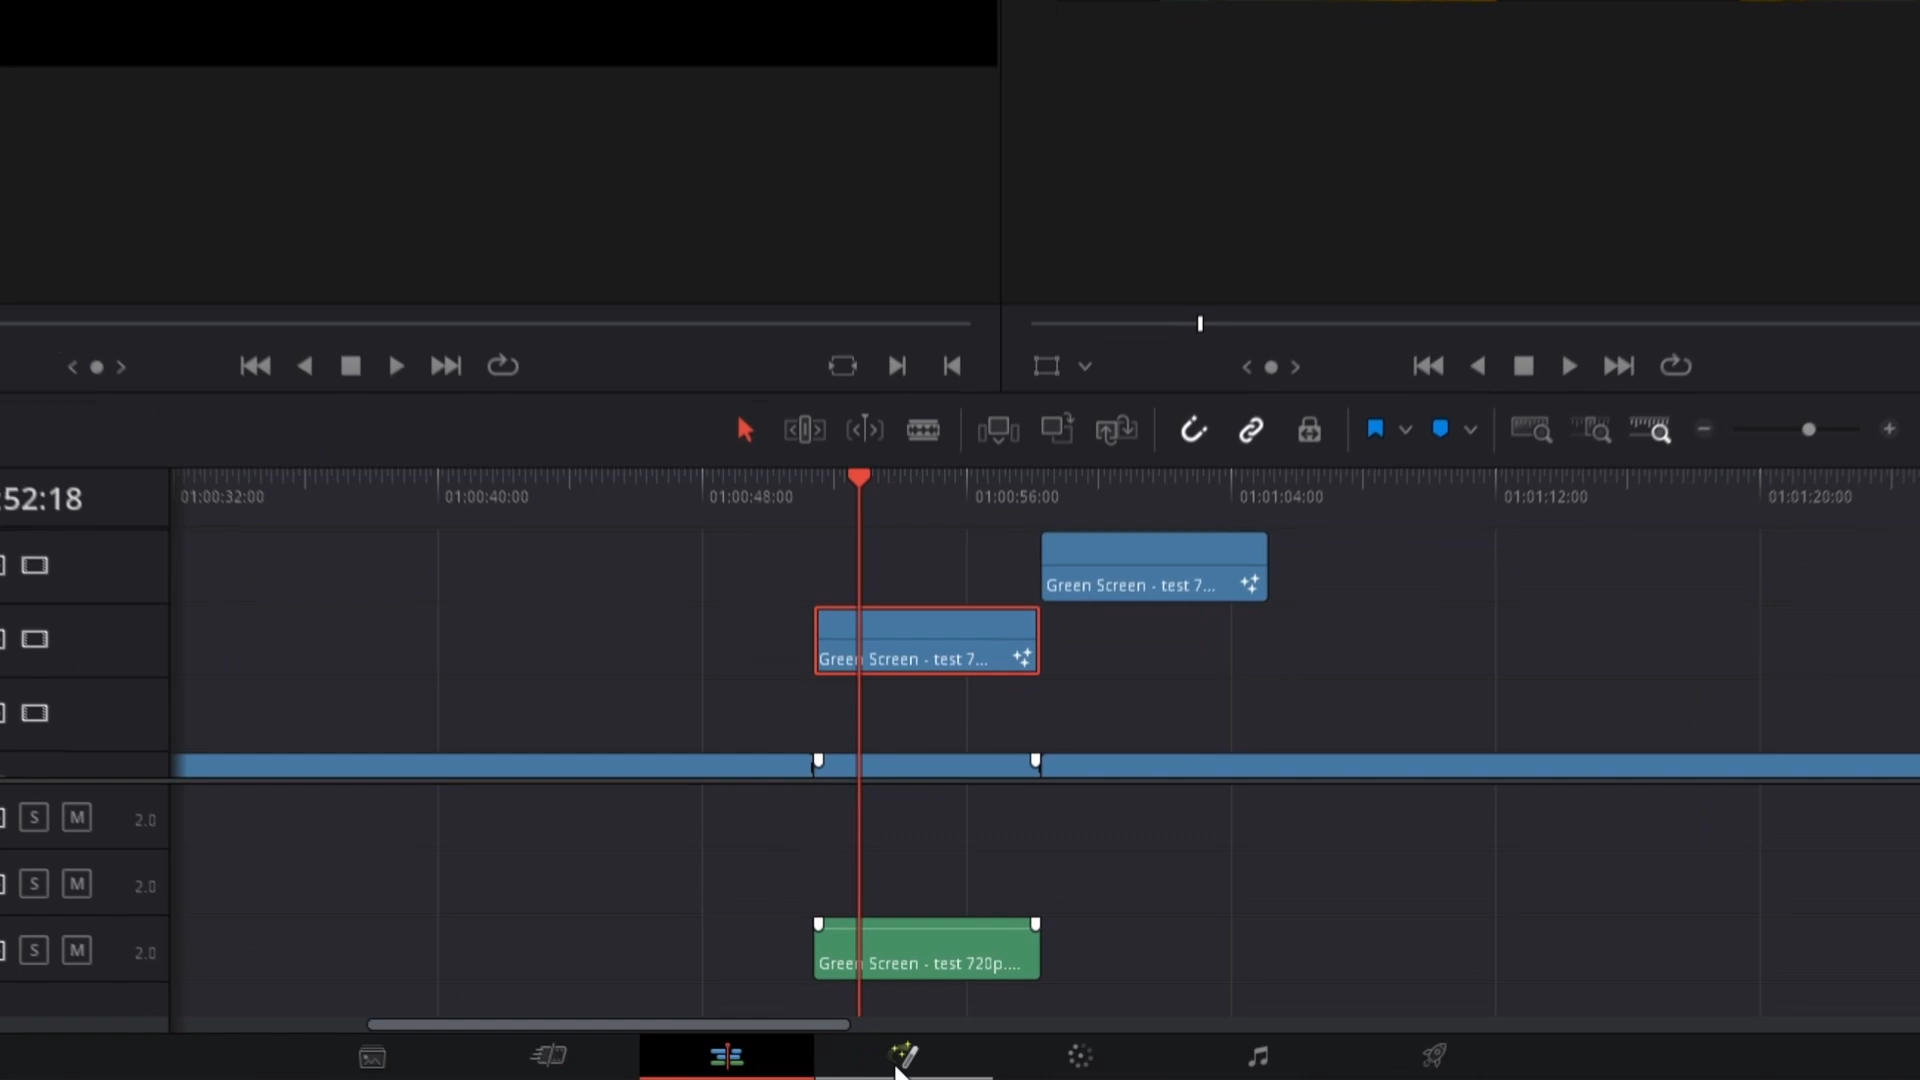 :52:18
01:00:32:00 01:00:40:00 01:00:48:00 01:00:56:00 01:01:04:00 01:01:12:00 01:01:20:00
Green Screen - test 7...
Green Screen - test 7...
S M 2.0
S M 2.0
S M 2.0
Green Screen - test 720p....